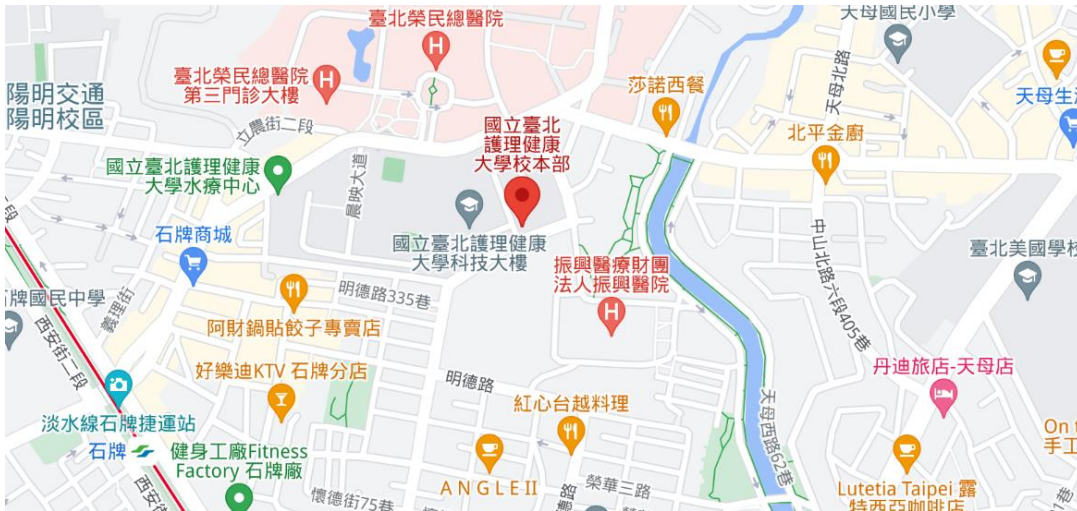 臺北榮民總醫院
天母國民小學
臺北榮民總醫院
第三門診大樓
莎諾西餐
天母北路
陽明交通
陽明校區
天母生活
立農街二段
國立臺北
護理健康
大學校本部
北平金廚
國立臺北護理健康
大學水療中心
晨映大道
石牌商城
國立臺北護理健康
大學科技大樓
中山北路六段405巷
臺北美國學校
振興醫療財團
法人振興醫院
石牌國民中學
義理街
明德路335巷
西安街二段
阿財鍋貼餃子專賣店
好樂迪KTV 石牌分店
明德路
丹迪旅店-天母店
淡水線石牌捷運站
紅心台越料理
天母西路62巷
石牌
健身工廠Fitness
Factory 石牌廠
ANGLE II
榮華三路
懷德街75巷
德路
On t
手工
Lutetia Taipei 露
特西亞咖啡店